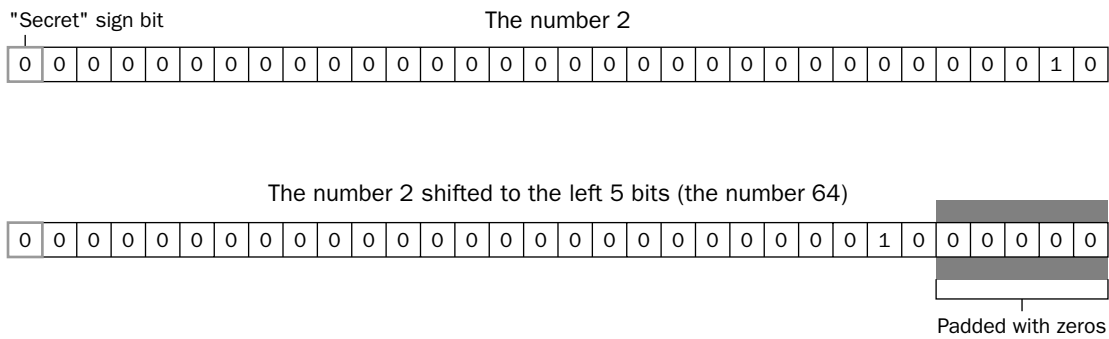 "Secret" sign bit
The number 2
0 0 0 0 0 0 0 0 0 0 0 0 0 0 0 0 0 0 0 0 0 0 0 0 0 0 0 0 0 0 1 0
The number 2 shifted to the left 5 bits (the number 64)
0 0 0 0 0 0 0 0 0 0 0 0 0 0 0 0 0 0 0 0 0 0 0 0 0 1 0 0 0 0 0 0
Padded with zeros